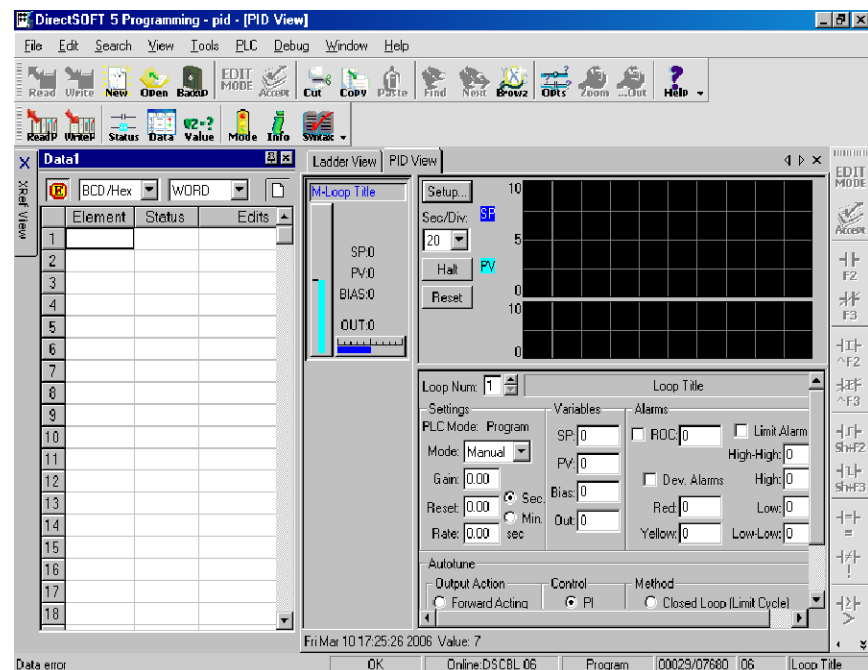 DirectSOFT 5 Programming - pid - [PID View]
File Edit Search View Tools PLC Debug Window Help
Read Write New Open Backup EDIT MODE Accept Cut Copy Paste Find Next Browz Opts Zoom ...Out Help
ReadP WriteP Status Data Value Mode Info Syntax
X XRef View
Data1
BCD/Hex WORD
Element Status Edits
1
2
3
4
5
6
7
8
9
10
11
12
13
14
15
16
17
18
Ladder View PID View
M-Loop Title
SP:0
PV:0
BIAS:0
OUT:0
Setup...
Sec/Div:
20
Halt
Reset
SP
PV
10
5
0
10
0
Loop Num: 1 Loop Title
Settings
PLC Mode: Program
Mode: Manual
Gain: 0.00
Reset: 0.00
Rate: 0.00 sec
Sec.
Min.
Variables
SP: 0
PV: 0
Bias: 0
Out: 0
Alarms
ROC: 0
Limit Alarm
High-High: 0
Dev. Alarms
High: 0
Red: 0
Low: 0
Yellow: 0
Low-Low: 0
Autotune
Output Action
Forward Acting
Control
PI
Method
Closed Loop (Limit Cycle)
EDIT MODE
Accept
F2
F3
^F2
^F3
Sh+F2
Sh+F3
=
!
>
Fri Mar 10 17:25:26 2006 Value: 7
Data error OK Online:DSCBL 06 Program 00029/07680 06 Loop Title